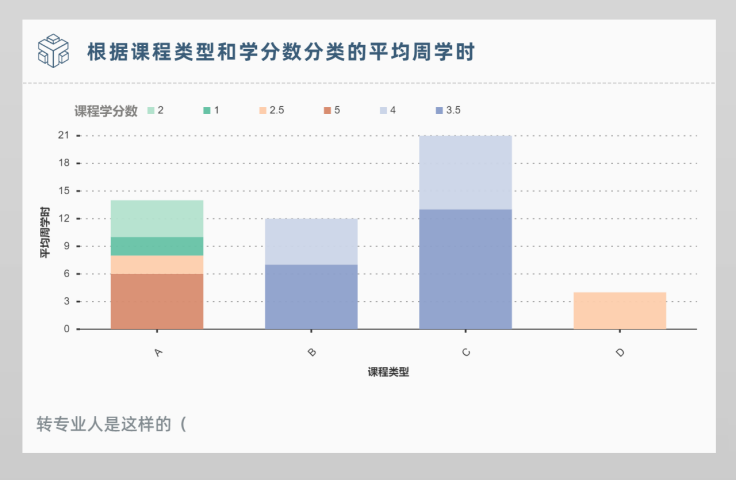 根据课程类型和学分数分类的平均周学时
课程学分数 2 1 2.5 5 4 3.5
21
18
15
12
9
6
3
0
平均周学时
A B C D
课程类型
转专业人是这样的（